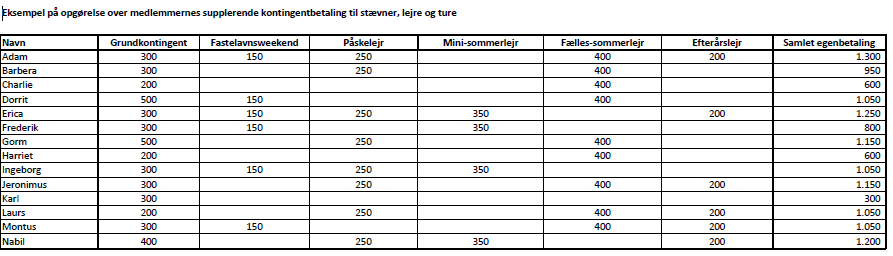 Eksempel på opgørelse over medlemmernes supplerende kontingentbetaling til stævner, lejre og ture
Navn Grundkontingent Fastelavnsweekend Påskelejr Mini-sommerlejr Fælles-sommerlejr Efterårslejr Samlet egenbetaling
Adam 300 150 250 400 200 1.300
Barbera 300 250 400 950
Charlie 200 400 600
Dorrit 500 150 400 1.050
Erica 300 150 250 350 200 1.250
Frederik 300 150 350 800
Gorm 500 250 400 1.150
Harriet 200 400 600
Ingeborg 300 150 250 350 1.050
Jeronimus 300 250 400 200 1.150
Karl 300 300
Laurs 200 250 400 200 1.050
Montus 300 150 400 200 1.050
Nabil 400 250 350 200 1.200